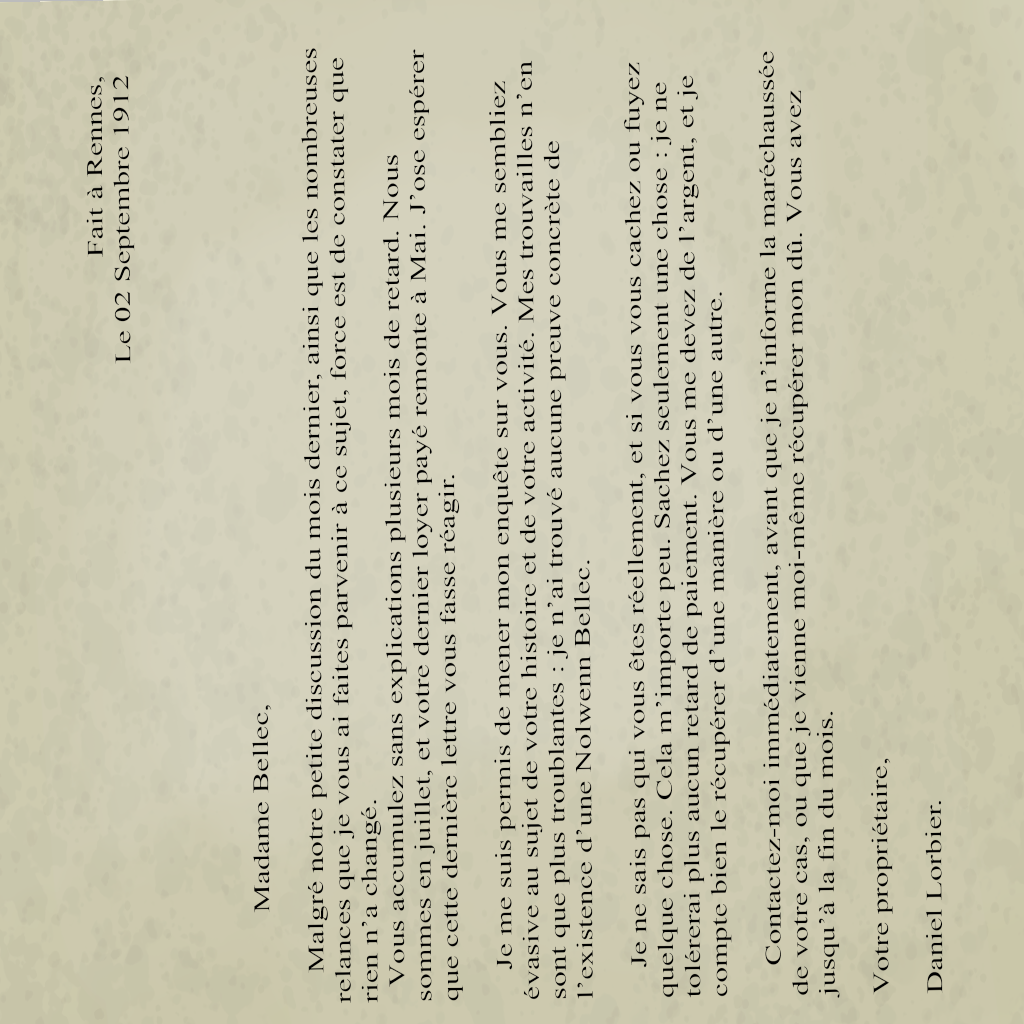 Fait à Rennes,
Le 02 Septembre 1912
Madame Bellec,
Malgré notre petite discussion du mois dernier, ainsi que les nombreuses
relances que je vous ai faites parvenir à ce sujet, force est de constater que
rien n'a changé.
Vous accumulez sans explications plusieurs mois de retard. Nous
sommes en juillet, et votre dernier loyer payé remonte à Mai. J'ose espérer
que cette dernière lettre vous fasse réagir.
Je me suis permis de mener mon enquête sur vous. Vous me sembliez
évasive au sujet de votre histoire et de votre activité. Mes trouvailles n'en
sont que plus troublantes : je n'ai trouvé aucune preuve concrète de
l'existence d'une Nolwenn Bellec.
Je ne sais pas qui vous êtes réellement, et si vous vous cachez ou fuyez
quelque chose. Cela m'importe peu. Sachez seulement une chose : je ne
tolérerai plus aucun retard de paiement. Vous me devez de l'argent, et je
compte bien le récupérer d'une manière ou d'une autre.
Contactez-moi immédiatement, avant que je n'informe la maréchaussée
de votre cas, ou que je vienne moi-même récupérer mon dû. Vous avez
jusqu'à la fin du mois.
Votre propriétaire,
Daniel Lorbier.